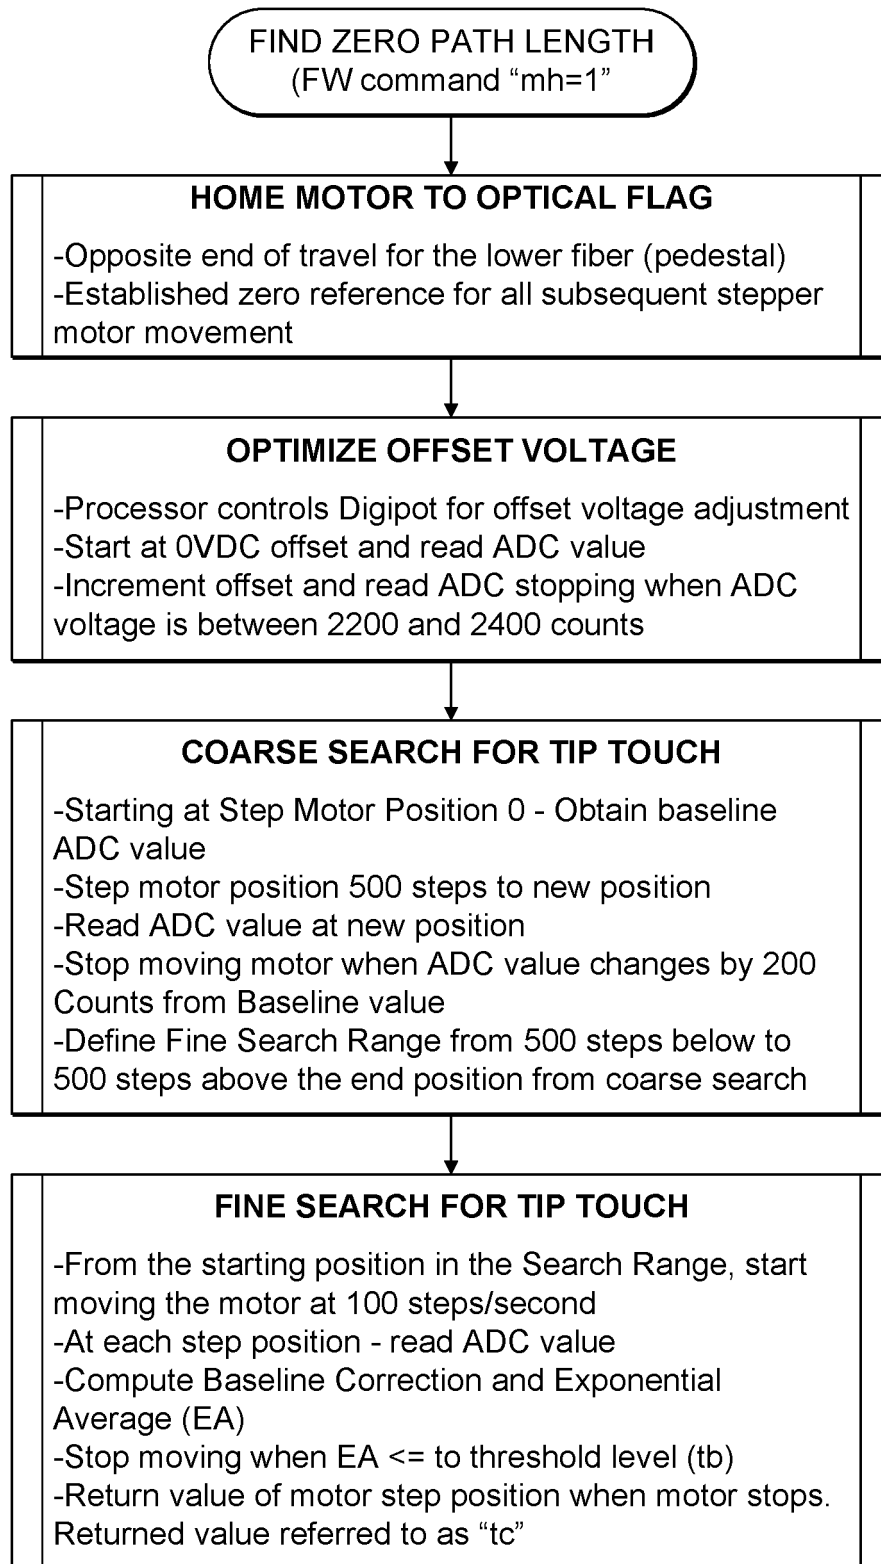 FIND ZERO PATH LENGTH
(FW command “mh=1”
HOME MOTOR TO OPTICAL FLAG
-Opposite end of travel for the lower fiber (pedestal)
-Established zero reference for all subsequent stepper
motor movement
OPTIMIZE OFFSET VOLTAGE
-Processor controls Digipot for offset voltage adjustment
-Start at 0VDC offset and read ADC value
-Increment offset and read ADC stopping when ADC
voltage is between 2200 and 2400 counts
COARSE SEARCH FOR TIP TOUCH
-Starting at Step Motor Position 0 - Obtain baseline
ADC value
-Step motor position 500 steps to new position
-Read ADC value at new position
-Stop moving motor when ADC value changes by 200
Counts from Baseline value
-Define Fine Search Range from 500 steps below to
500 steps above the end position from coarse search
FINE SEARCH FOR TIP TOUCH
-From the starting position in the Search Range, start
moving the motor at 100 steps/second
-At each step position - read ADC value
-Compute Baseline Correction and Exponential
Average (EA)
-Stop moving when EA <= to threshold level (tb)
-Return value of motor step position when motor stops.
Returned value referred to as “tc”